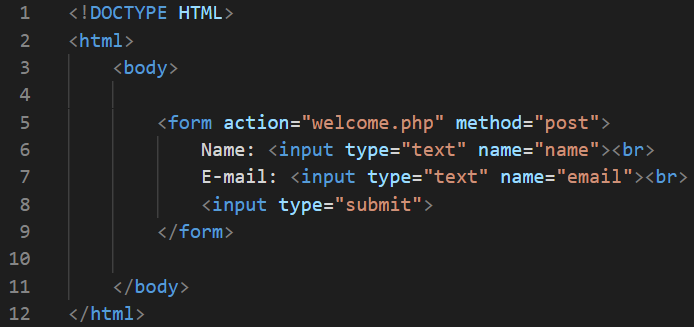 1 <!DOCTYPE HTML>
2 <html>
3     <body>
4
5         <form action="welcome.php" method="post">
6             Name: <input type="text" name="name"><br>
7             E-mail: <input type="text" name="email"><br>
8             <input type="submit">
9         </form>
10
11     </body>
12 </html>